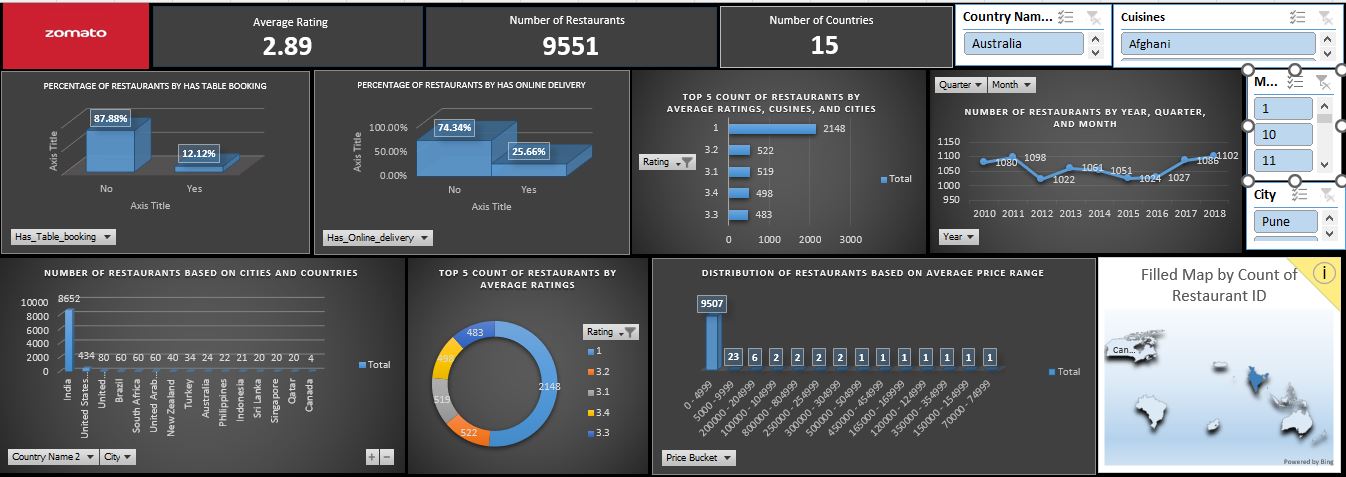 zomato
Average Rating
2.89
Number of Restaurants
9551
Number of Countries
15
Country Nam...
Australia
Cuisines
Afghani
PERCENTAGE OF RESTAURANTS BY HAS TABLE BOOKING
87.88%
12.12%
Axis Title
No Yes
Axis Title
Has_Table_booking
PERCENTAGE OF RESTAURANTS BY HAS ONLINE DELIVERY
100.00%
50.00%
0.00%
74.34%
25.66%
Axis Title
No Yes
Axis Title
Has_Online_delivery
TOP 5 COUNT OF RESTAURANTS BY
AVERAGE RATINGS, CUSINES, AND CITIES
Rating
1 2148
3.2 522
3.1 519
3.4 498
3.3 483
Total
0 1000 2000 3000
Quarter Month
NUMBER OF RESTAURANTS BY YEAR, QUARTER,
AND MONTH
1150
1100
1050
1000
950
1080 1098 1022 1061 1051 1024 1027 1086 1102
2010 2011 2012 2013 2014 2015 2016 2017 2018
Year
M...
1
10
11
City
Pune
NUMBER OF RESTAURANTS BASED ON CITIES AND COUNTRIES
10000
8000
6000
4000
2000
0
8652 434 80 60 60 60 40 34 24 22 21 20 20 20 4
India
United States...
United...
Brazil
South Africa
United Arab...
New Zealand
Turkey
Australia
Philippines
Indonesia
Sri Lanka
Singapore
Qatar
Canada
Total
Country Name 2 City
+ −
TOP 5 COUNT OF RESTAURANTS BY
AVERAGE RATINGS
483
498
519
522
2148
Rating
1
3.2
3.1
3.4
3.3
DISTRIBUTION OF RESTAURANTS BASED ON AVERAGE PRICE RANGE
9507 23 6 2 2 2 2 1 1 1 1 1 1 1
0 - 4999
5000 - 9999
200000 - 204999
100000 - 104999
800000 - 804999
250000 - 254999
300000 - 304999
500000 - 504999
450000 - 454999
165000 - 169999
120000 - 124999
350000 - 354999
150000 - 154999
70000 - 74999
Total
Price Bucket
Filled Map by Count of
Restaurant ID
i
Can...
Powered by Bing